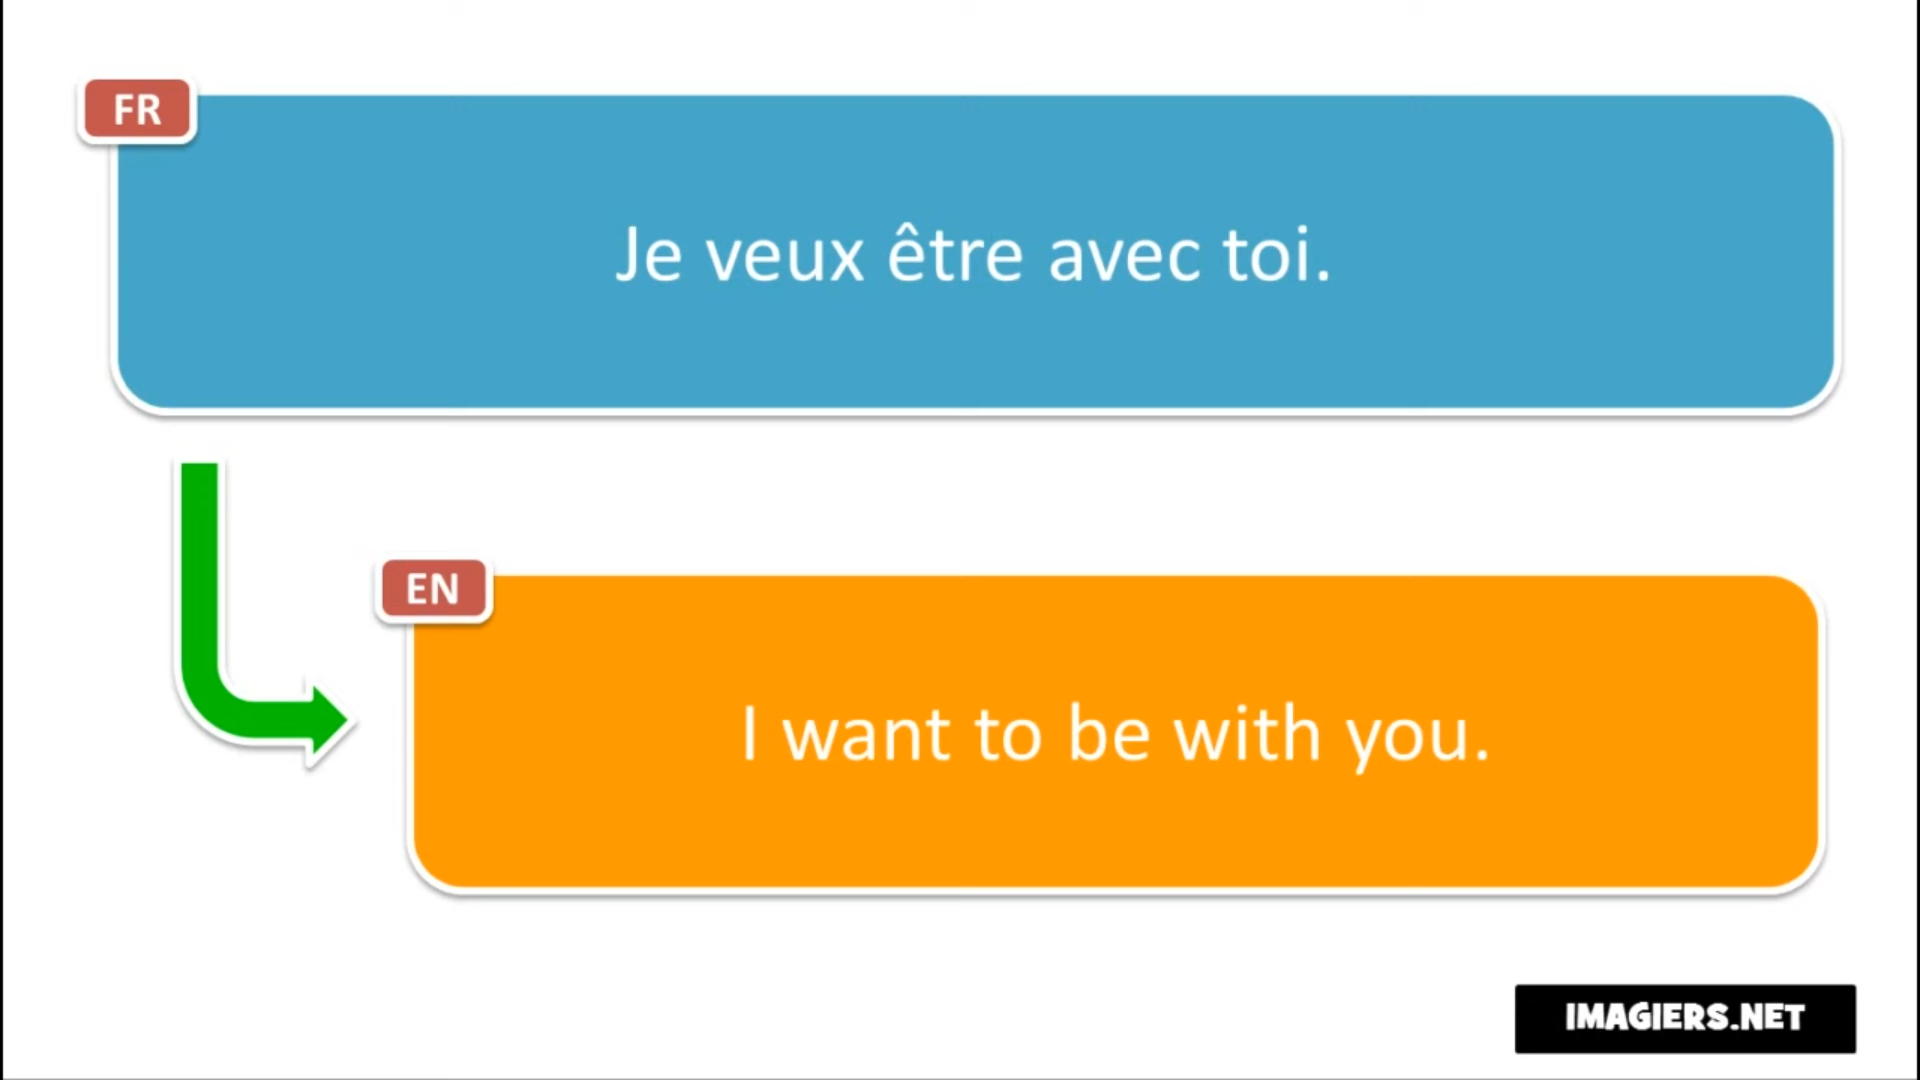 FR
Je veux être avec toi.
EN
I want to be with you.
IMAGIERS.NET